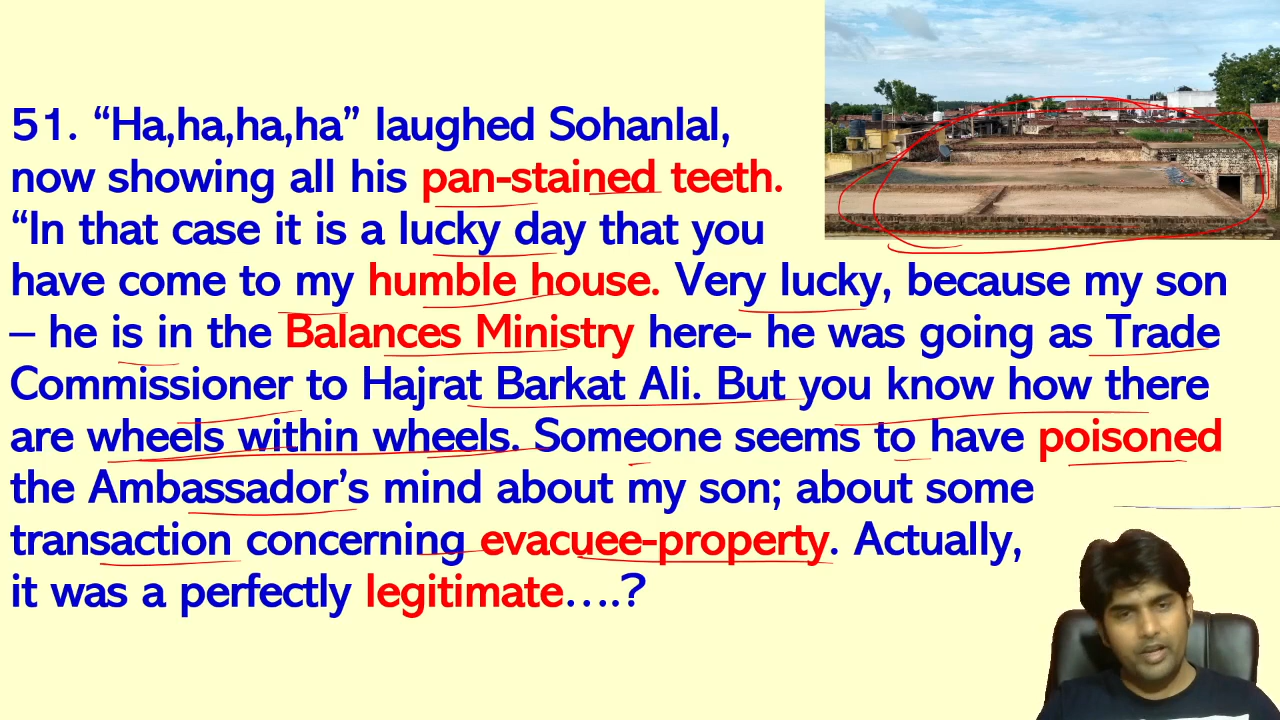 51. “Ha,ha,ha,ha” laughed Sohanlal,
now showing all his pan-stained teeth.
“In that case it is a lucky day that you
have come to my humble house. Very lucky, because my son
– he is in the Balances Ministry here- he was going as Trade
Commissioner to Hajrat Barkat Ali. But you know how there
are wheels within wheels. Someone seems to have poisoned
the Ambassador’s mind about my son; about some
transaction concerning evacuee-property. Actually,
it was a perfectly legitimate….?